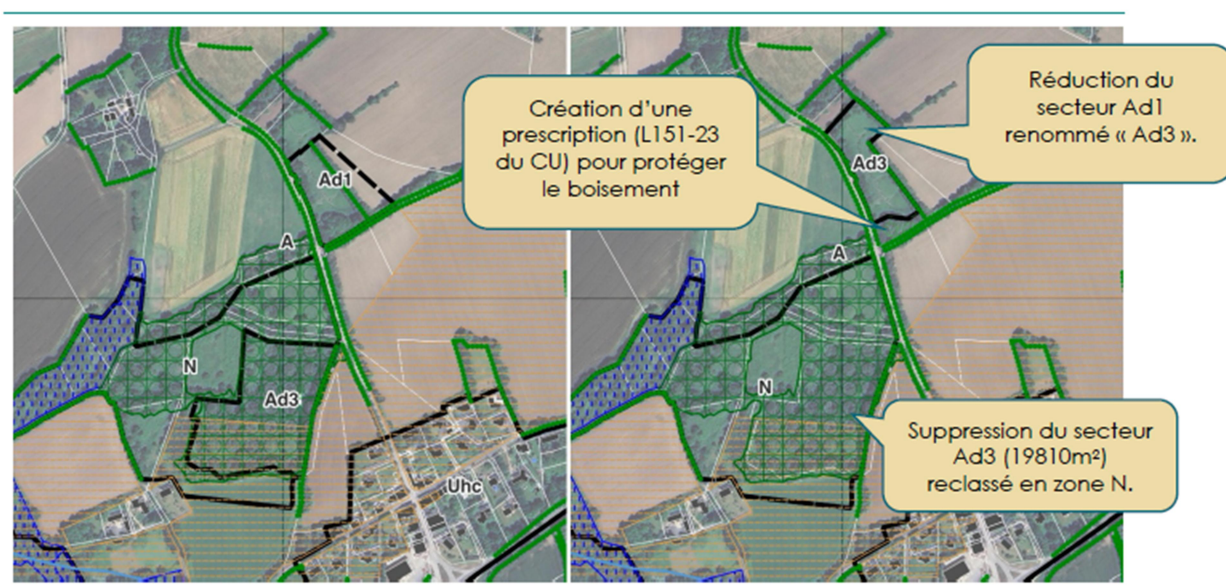 Création d'une
prescription (L151-23
du CU) pour protéger
le boisement
Réduction du
secteur Ad1
renommé « Ad3 ».
Ad1
A
N
Ad3
Uhc
Ad3
A
N
Suppression du secteur
Ad3 (19810m²)
reclassé en zone N.